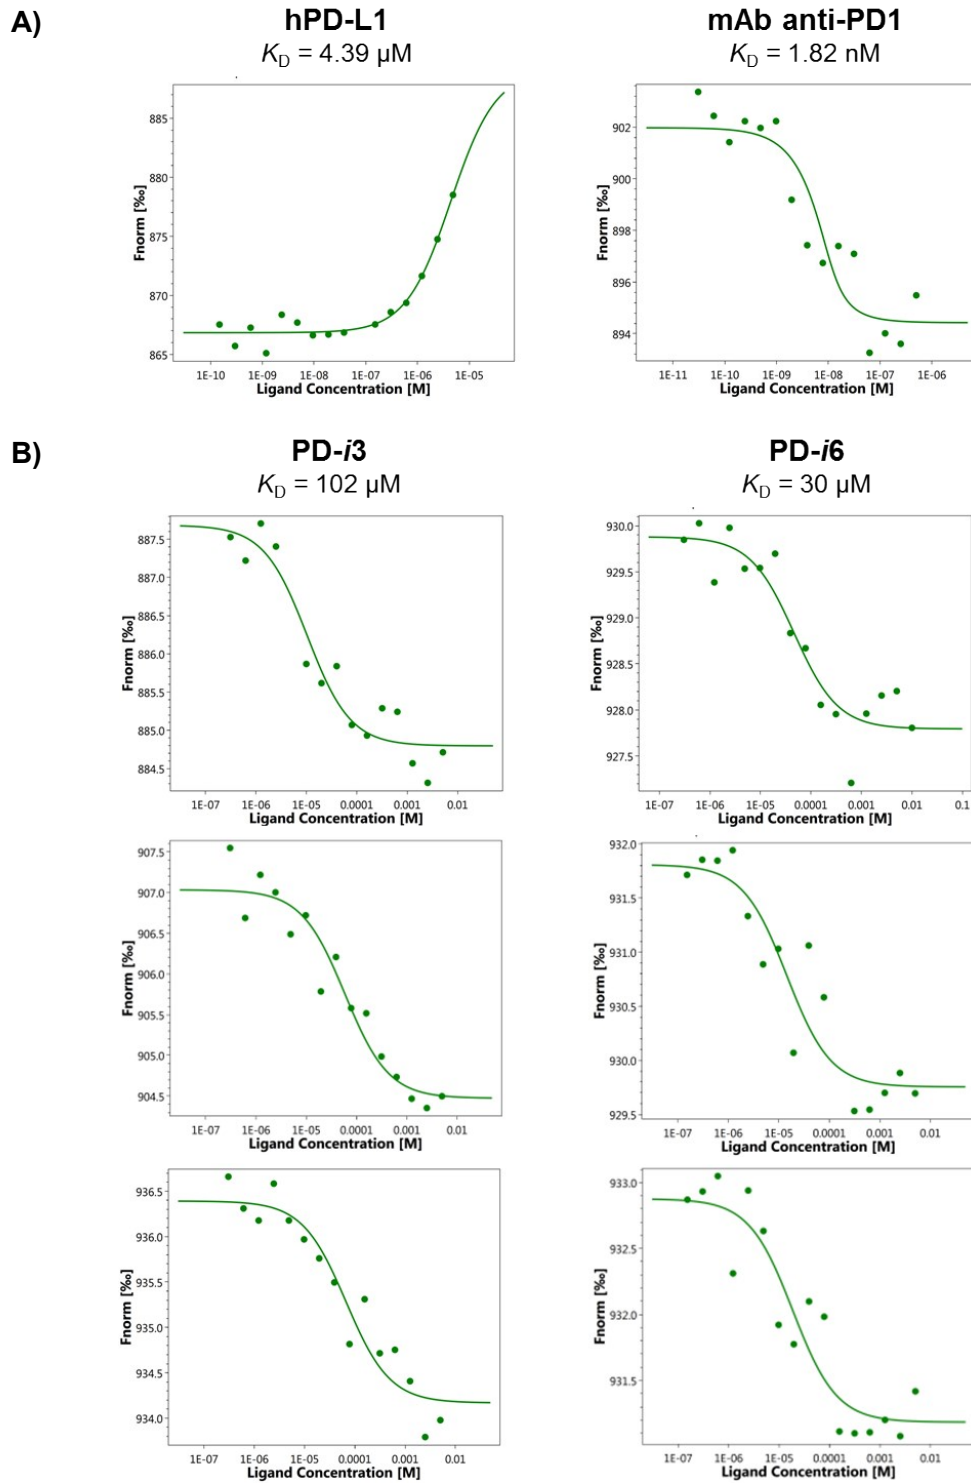 A)
hPD-L1
KD = 4.39 µM
Fnorm [‰]
885
880
875
870
865
1E-10 1E-09 1E-08 1E-07 1E-06 1E-05
Ligand Concentration [M]
mAb anti-PD1
KD = 1.82 nM
Fnorm [‰]
902
900
898
896
894
1E-11 1E-10 1E-09 1E-08 1E-07 1E-06
Ligand Concentration [M]
B)
PD-i3
KD = 102 µM
Fnorm [‰]
887.5
887.0
886.5
886.0
885.5
885.0
884.5
1E-07 1E-06 1E-05 0.0001 0.001 0.01
Ligand Concentration [M]
PD-i6
KD = 30 µM
Fnorm [‰]
930.0
929.5
929.0
928.5
928.0
927.5
1E-07 1E-06 1E-05 0.0001 0.001 0.01 0.1
Ligand Concentration [M]
Fnorm [‰]
907.5
907.0
906.5
906.0
905.5
905.0
904.5
1E-07 1E-06 1E-05 0.0001 0.001 0.01
Ligand Concentration [M]
Fnorm [‰]
932.0
931.5
931.0
930.5
930.0
929.5
1E-07 1E-06 1E-05 0.0001 0.001 0.01
Ligand Concentration [M]
Fnorm [‰]
936.5
936.0
935.5
935.0
934.5
934.0
1E-07 1E-06 1E-05 0.0001 0.001 0.01
Ligand Concentration [M]
Fnorm [‰]
933.0
932.5
932.0
931.5
1E-07 1E-06 1E-05 0.0001 0.001 0.01
Ligand Concentration [M]